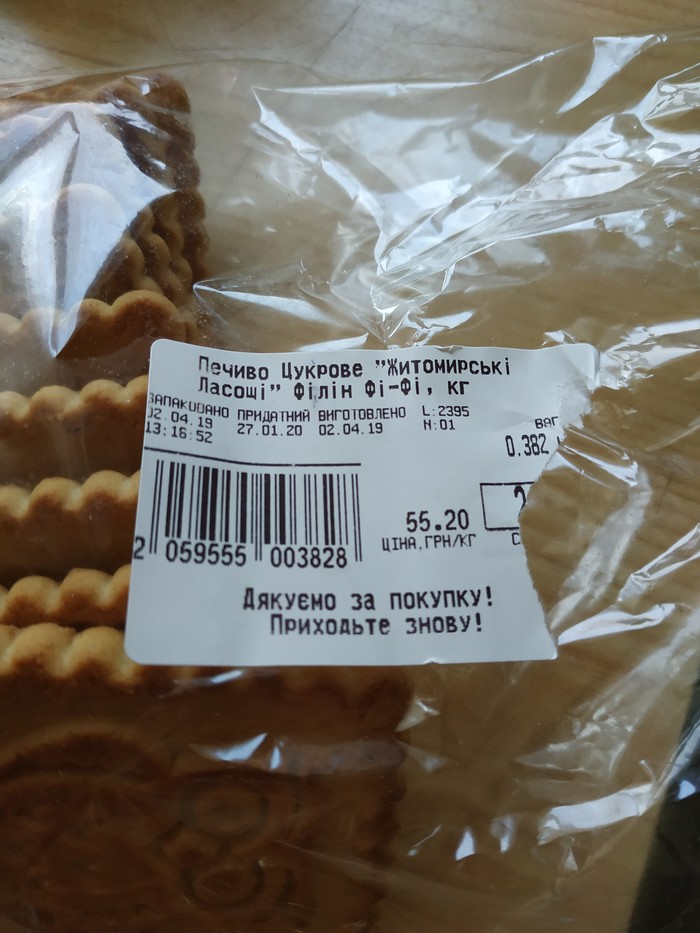 Печиво Цукрове "Житомирські
Ласощі" Філін Фі-Фі, кг
ЗАПАКОВАНО ПРИДАТНИЙ ВИГОТОВЛЕНО L:2395
02.04.19 27.01.20 02.04.19 N:01
13:16:52
ВАГ
0.382
55.20
ЦІНА,ГРН/КГ
2 059555 003828
Дякуємо за покупку!
Приходьте знову!